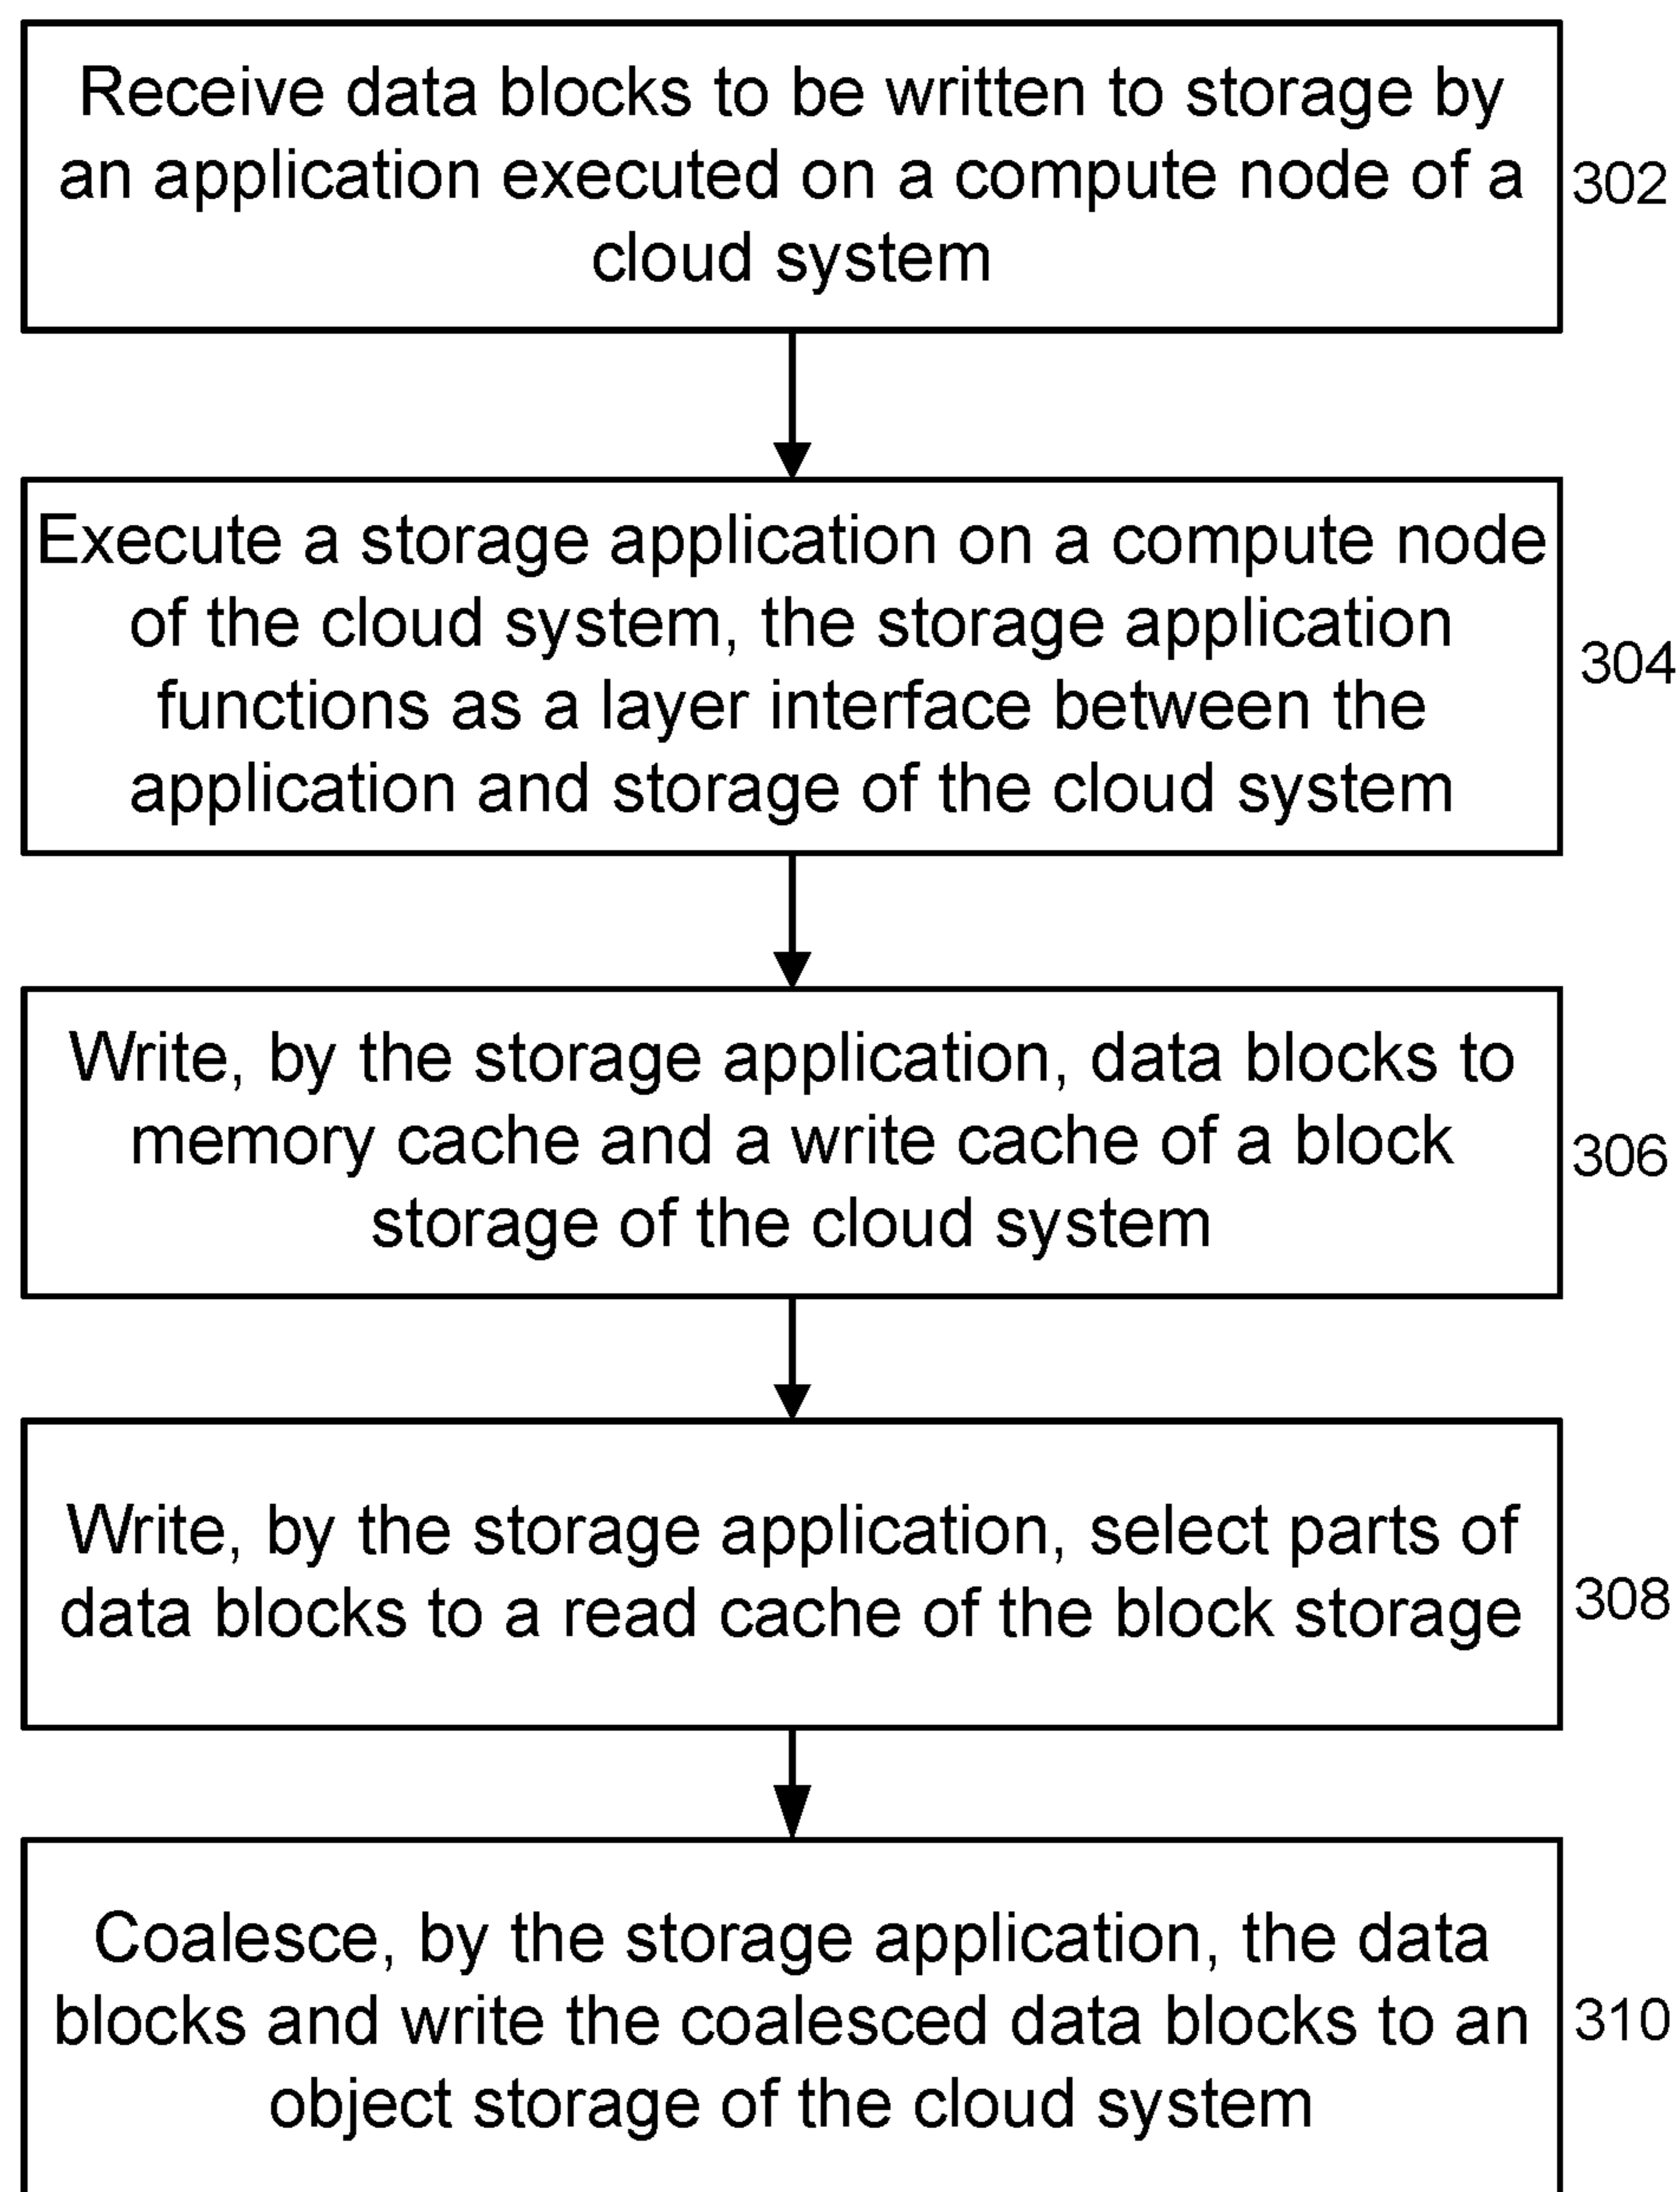 Receive data blocks to be written to storage by
an application executed on a compute node of a
cloud system
302
Execute a storage application on a compute node
of the cloud system, the storage application
functions as a layer interface between the
application and storage of the cloud system
304
Write, by the storage application, data blocks to
memory cache and a write cache of a block
storage of the cloud system
306
Write, by the storage application, select parts of
data blocks to a read cache of the block storage
308
Coalesce, by the storage application, the data
blocks and write the coalesced data blocks to an
object storage of the cloud system
310